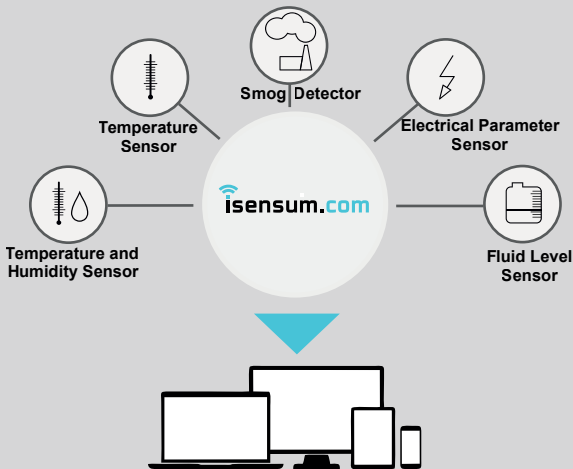 Smog Detector
Temperature
Sensor
Electrical Parameter
Sensor
isensum.com
Temperature and
Humidity Sensor
Fluid Level
Sensor